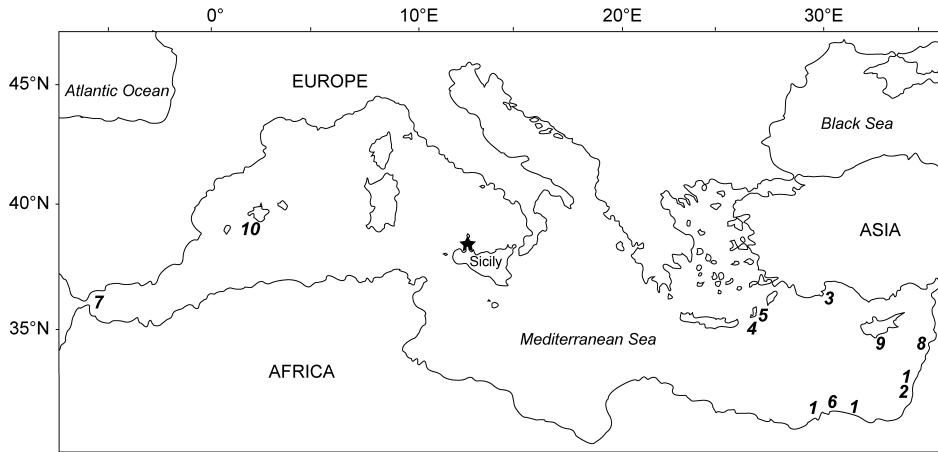 0° 10°E 20°E 30°E
45°N
EUROPE
Atlantic Ocean
Black Sea
40°N
10
ASIA
Sicily
7
3
5
35°N
4
Mediterranean Sea
9
8
AFRICA
1
2
1
6
1